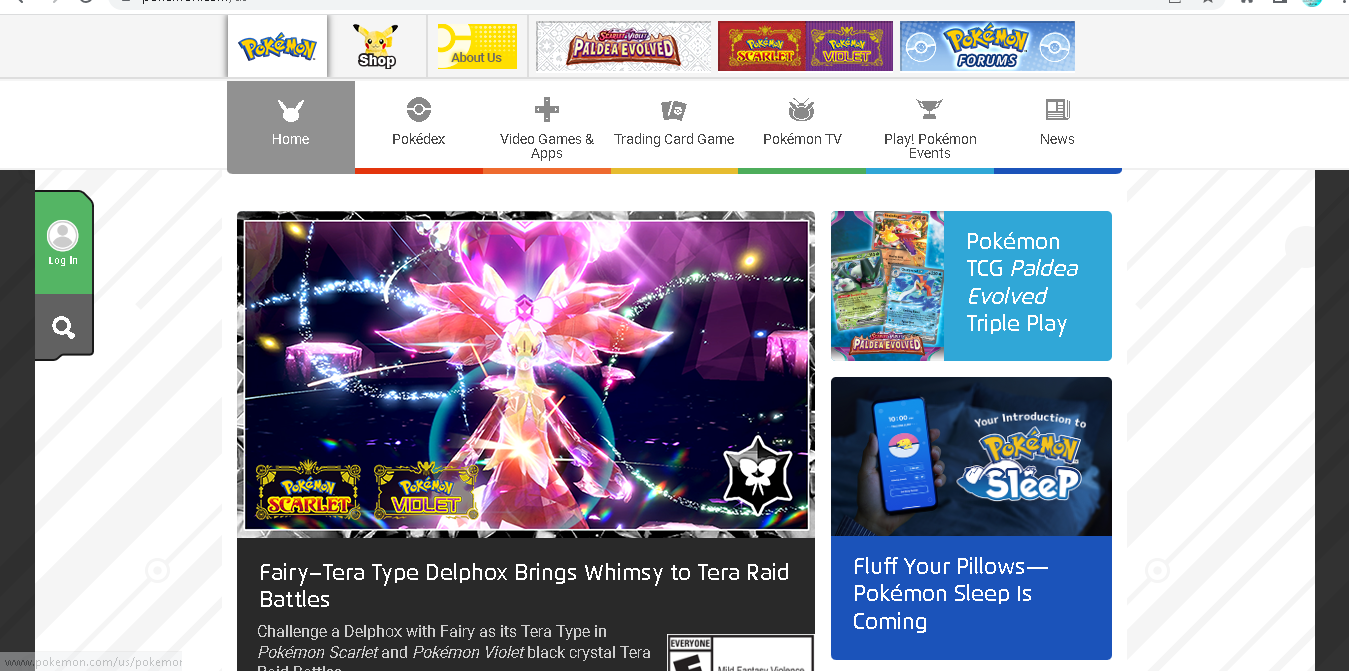 Pokémon
Shop
About Us
SCARLET & VIOLET
PALDEA EVOLVED
Pokémon
SCARLET
Pokémon
VIOLET
Pokémon
FORUMS
Home
Pokédex
Video Games &
Apps
Trading Card Game
Pokémon TV
Play! Pokémon
Events
News
Log In
Pokémon
SCARLET
Pokémon
VIOLET
Fairy-Tera Type Delphox Brings Whimsy to Tera Raid
Battles
Challenge a Delphox with Fairy as its Tera Type in
Pokémon Scarlet and Pokémon Violet black crystal Tera
Raid Battles
EVERYONE
Mild Fantasy Violence
Pokémon
TCG Paldea
Evolved
Triple Play
SCARLET & VIOLET
PALDEA EVOLVED
10:00
Your Introduction to
Pokémon
Sleep
Fluff Your Pillows—
Pokémon Sleep Is
Coming
www.pokemon.com/us/pokemon